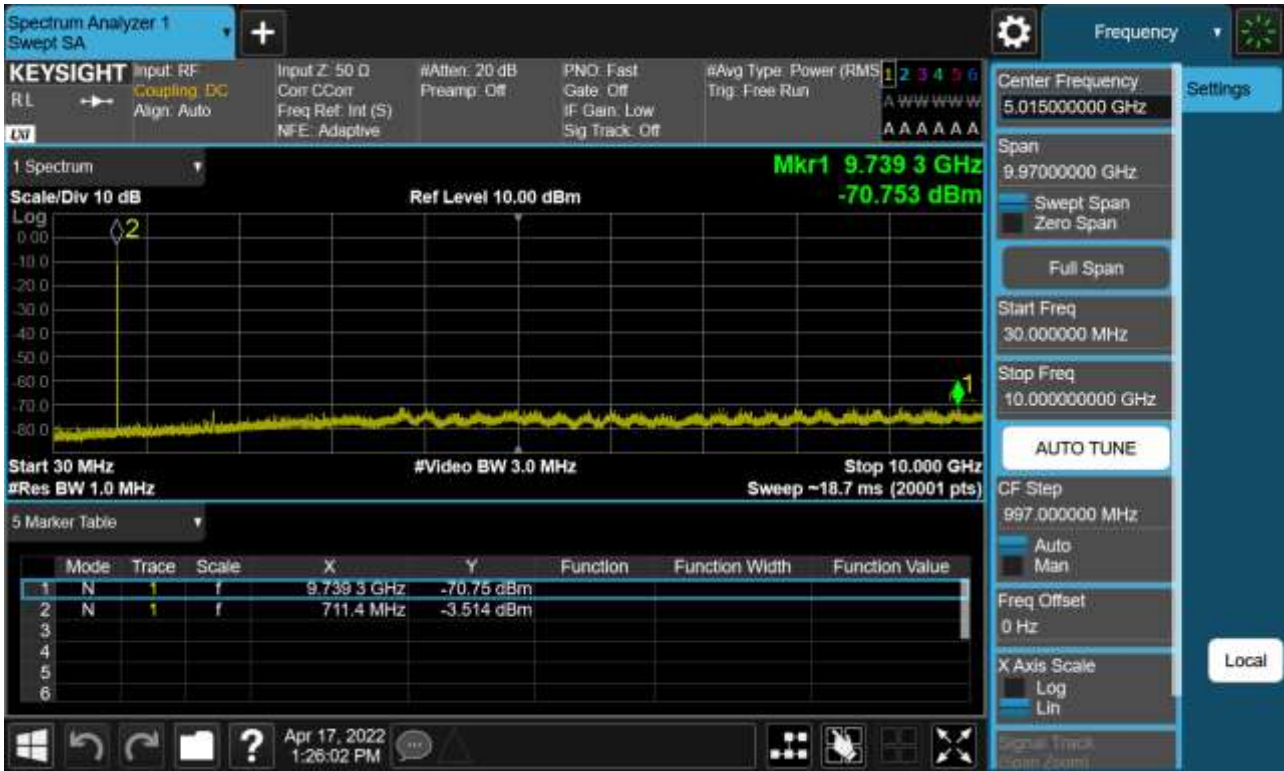 Spectrum Analyzer 1
Swept SA
Frequency
KEYSIGHT
Input: RF
Coupling: DC
Align: Auto
RL
LXI
Input Z: 50 Ω
Corr CCorr
Freq Ref: Int (S)
NFE: Adaptive
#Atten: 20 dB
Preamp: Off
PNO: Fast
Gate: Off
IF Gain: Low
Sig Track: Off
#Avg Type: Power (RMS
Trig: Free Run
1 2 3 4 5 6
A W W W W W
A A A A A A
1 Spectrum
Mkr1 9.739 3 GHz
-70.753 dBm
Scale/Div 10 dB
Ref Level 10.00 dBm
Log
0.00
-10.0
-20.0
-30.0
-40.0
-50.0
-60.0
-70.0
-80.0
2
1
Start 30 MHz
#Video BW 3.0 MHz
Stop 10.000 GHz
#Res BW 1.0 MHz
Sweep ~18.7 ms (20001 pts)
5 Marker Table
Mode Trace Scale X Y Function Function Width Function Value
1 N 1 f 9.739 3 GHz -70.75 dBm
2 N 1 f 711.4 MHz -3.514 dBm
3
4
5
6
Center Frequency
5.015000000 GHz
Settings
Span
9.97000000 GHz
Swept Span
Zero Span
Full Span
Start Freq
30.000000 MHz
Stop Freq
10.000000000 GHz
AUTO TUNE
CF Step
997.000000 MHz
Auto
Man
Freq Offset
0 Hz
X Axis Scale
Log
Lin
Local
Signal Track
(Span Zoom)
?
Apr 17, 2022
1:26:02 PM